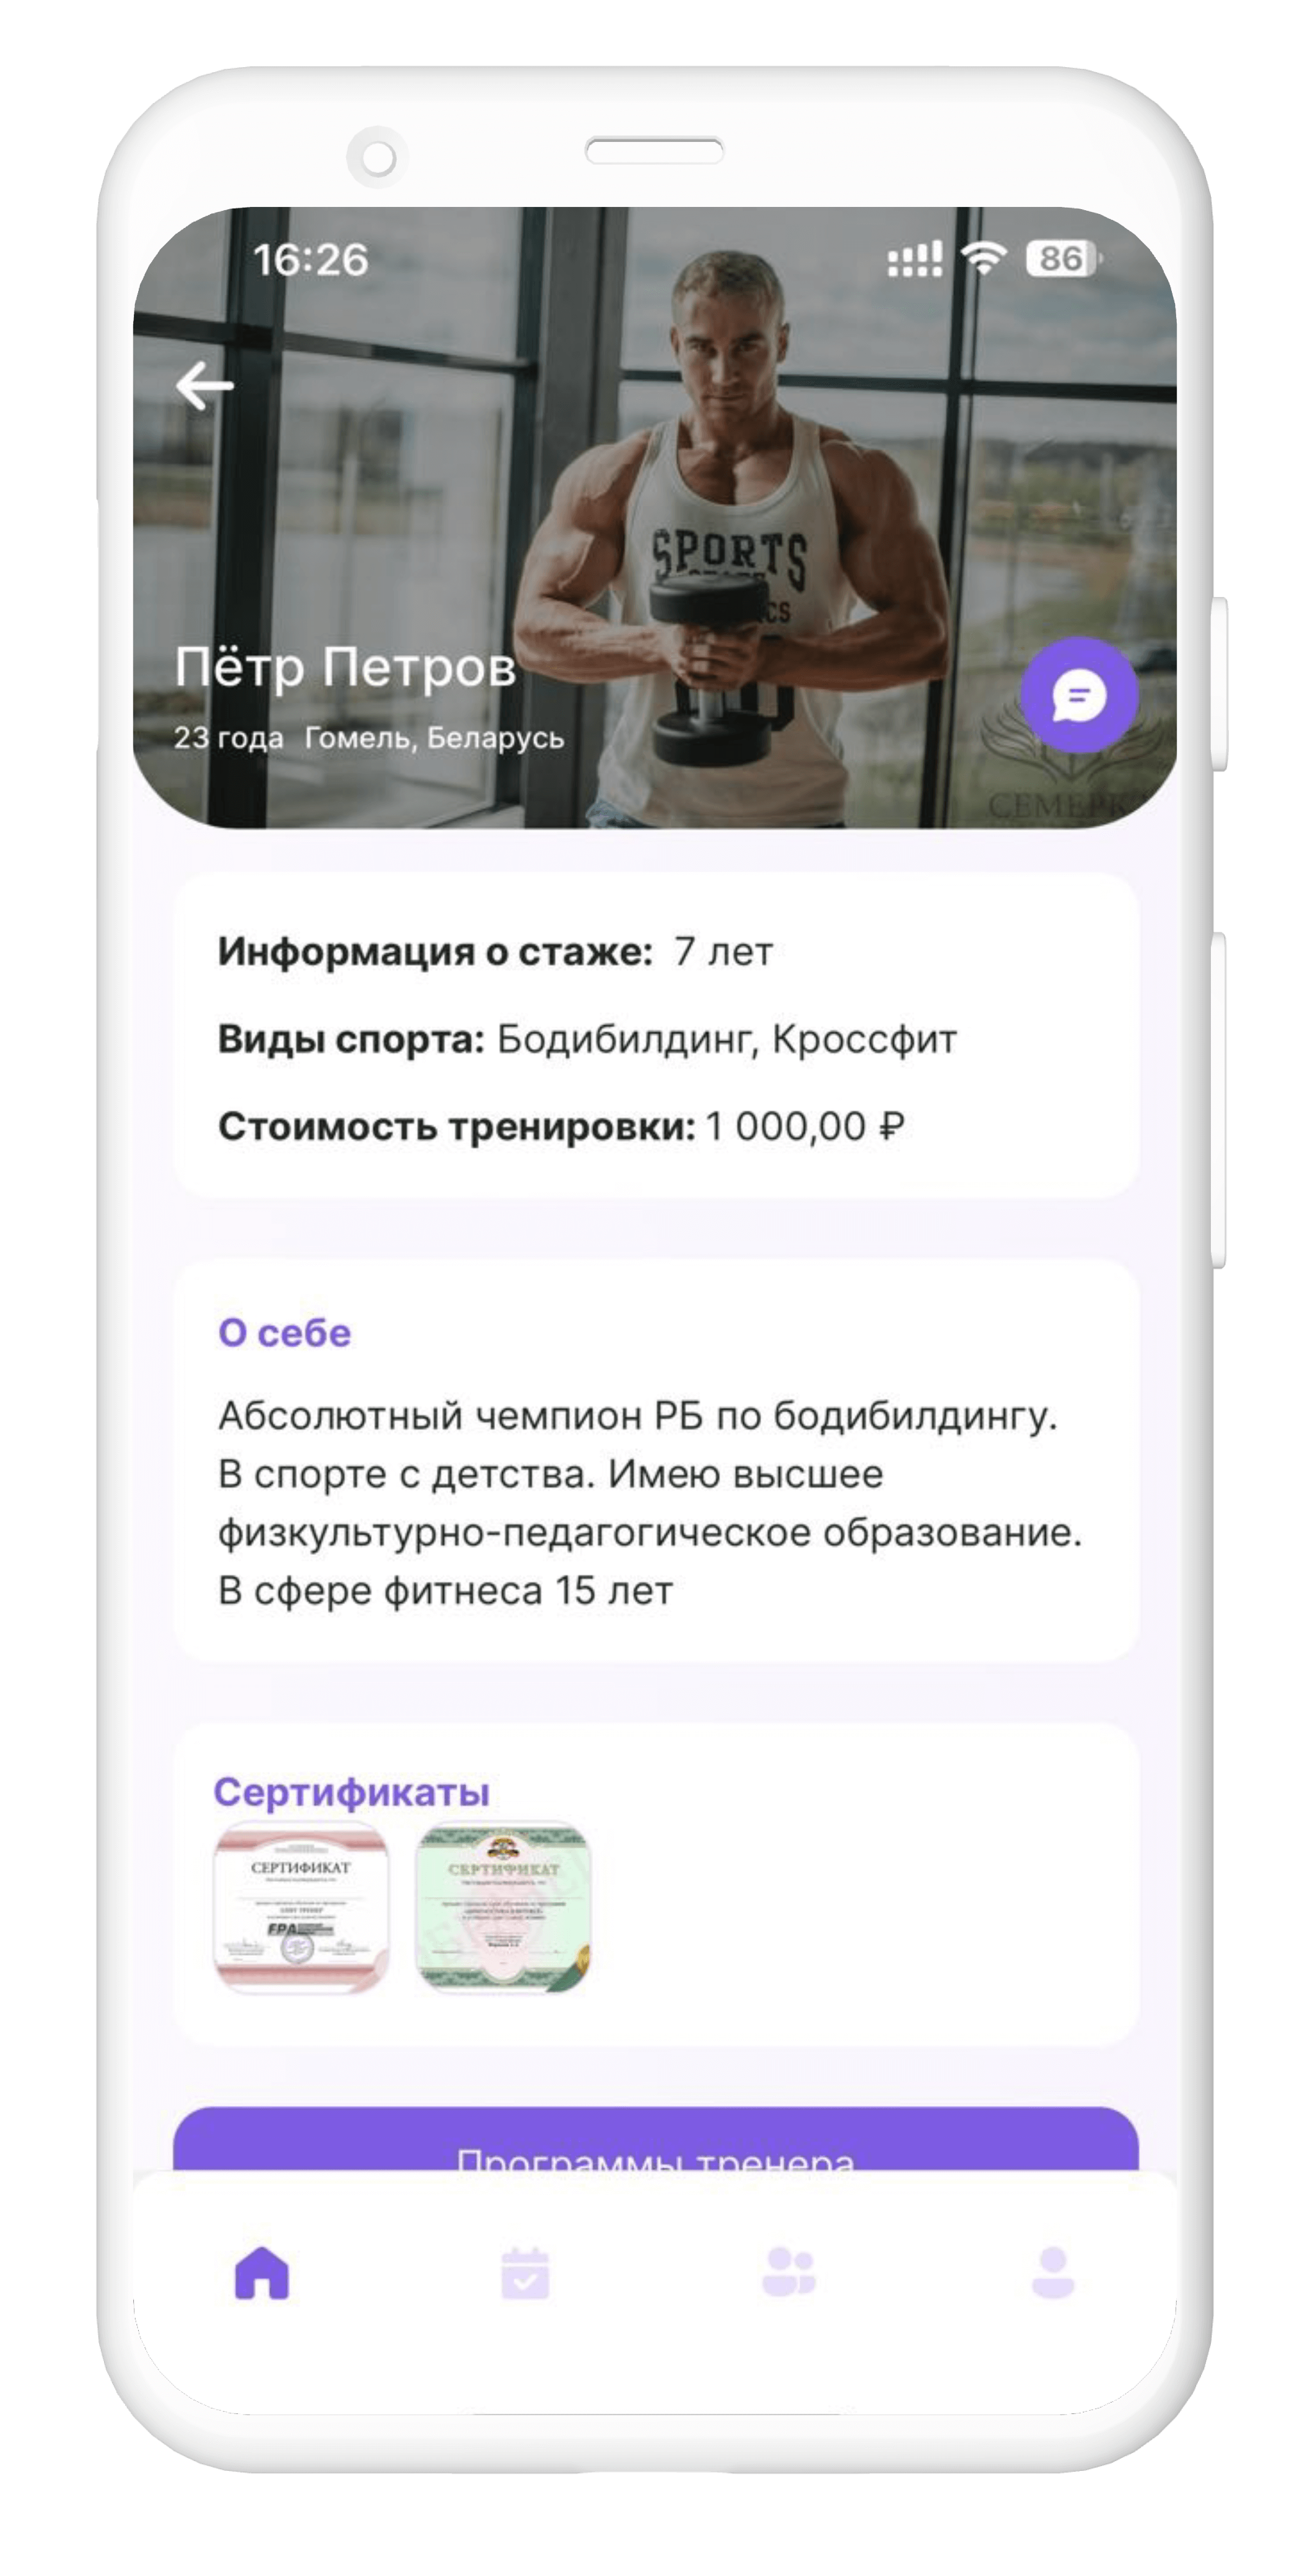 16:26
86
SPORTS
CS
Пётр Петров
23 года Гомель, Беларусь
СЕМЕРК
Информация о стаже: 7 лет
Виды спорта: Бодибилдинг, Кроссфит
Стоимость тренировки: 1 000,00 ₽
О себе
Абсолютный чемпион РБ по бодибилдингу.
В спорте с детства. Имею высшее
физкультурно-педагогическое образование.
В сфере фитнеса 15 лет
Сертификаты
СЕРТИФИКАТ
FPA
СЕРТИФИКАТ
Программы тренера